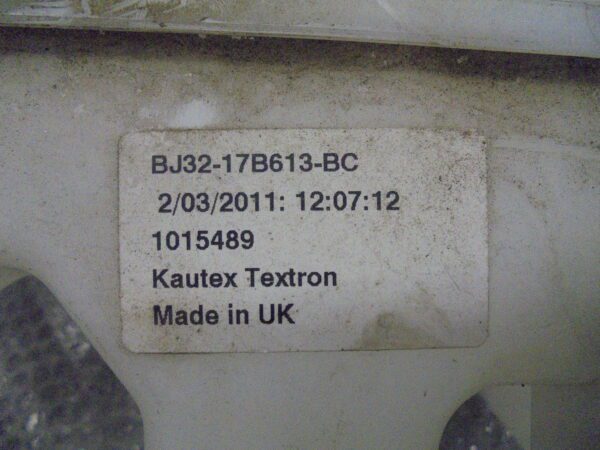 BJ32-17B613-BC
2/03/2011: 12:07:12
1015489
Kautex Textron
Made in UK